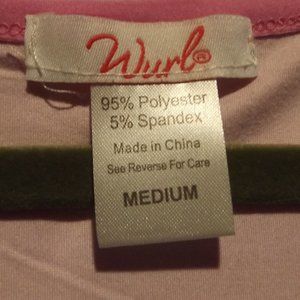 Wurl®
95% Polyester
5% Spandex
Made in China
See Reverse For Care
MEDIUM